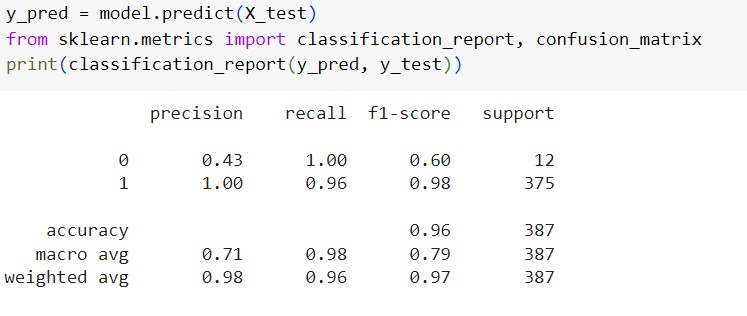 y_pred = model.predict(X_test)
from sklearn.metrics import classification_report, confusion_matrix
print(classification_report(y_pred, y_test))
precision recall f1-score support
0 0.43 1.00 0.60 12
1 1.00 0.96 0.98 375
accuracy 0.96 387
macro avg 0.71 0.98 0.79 387
weighted avg 0.98 0.96 0.97 387